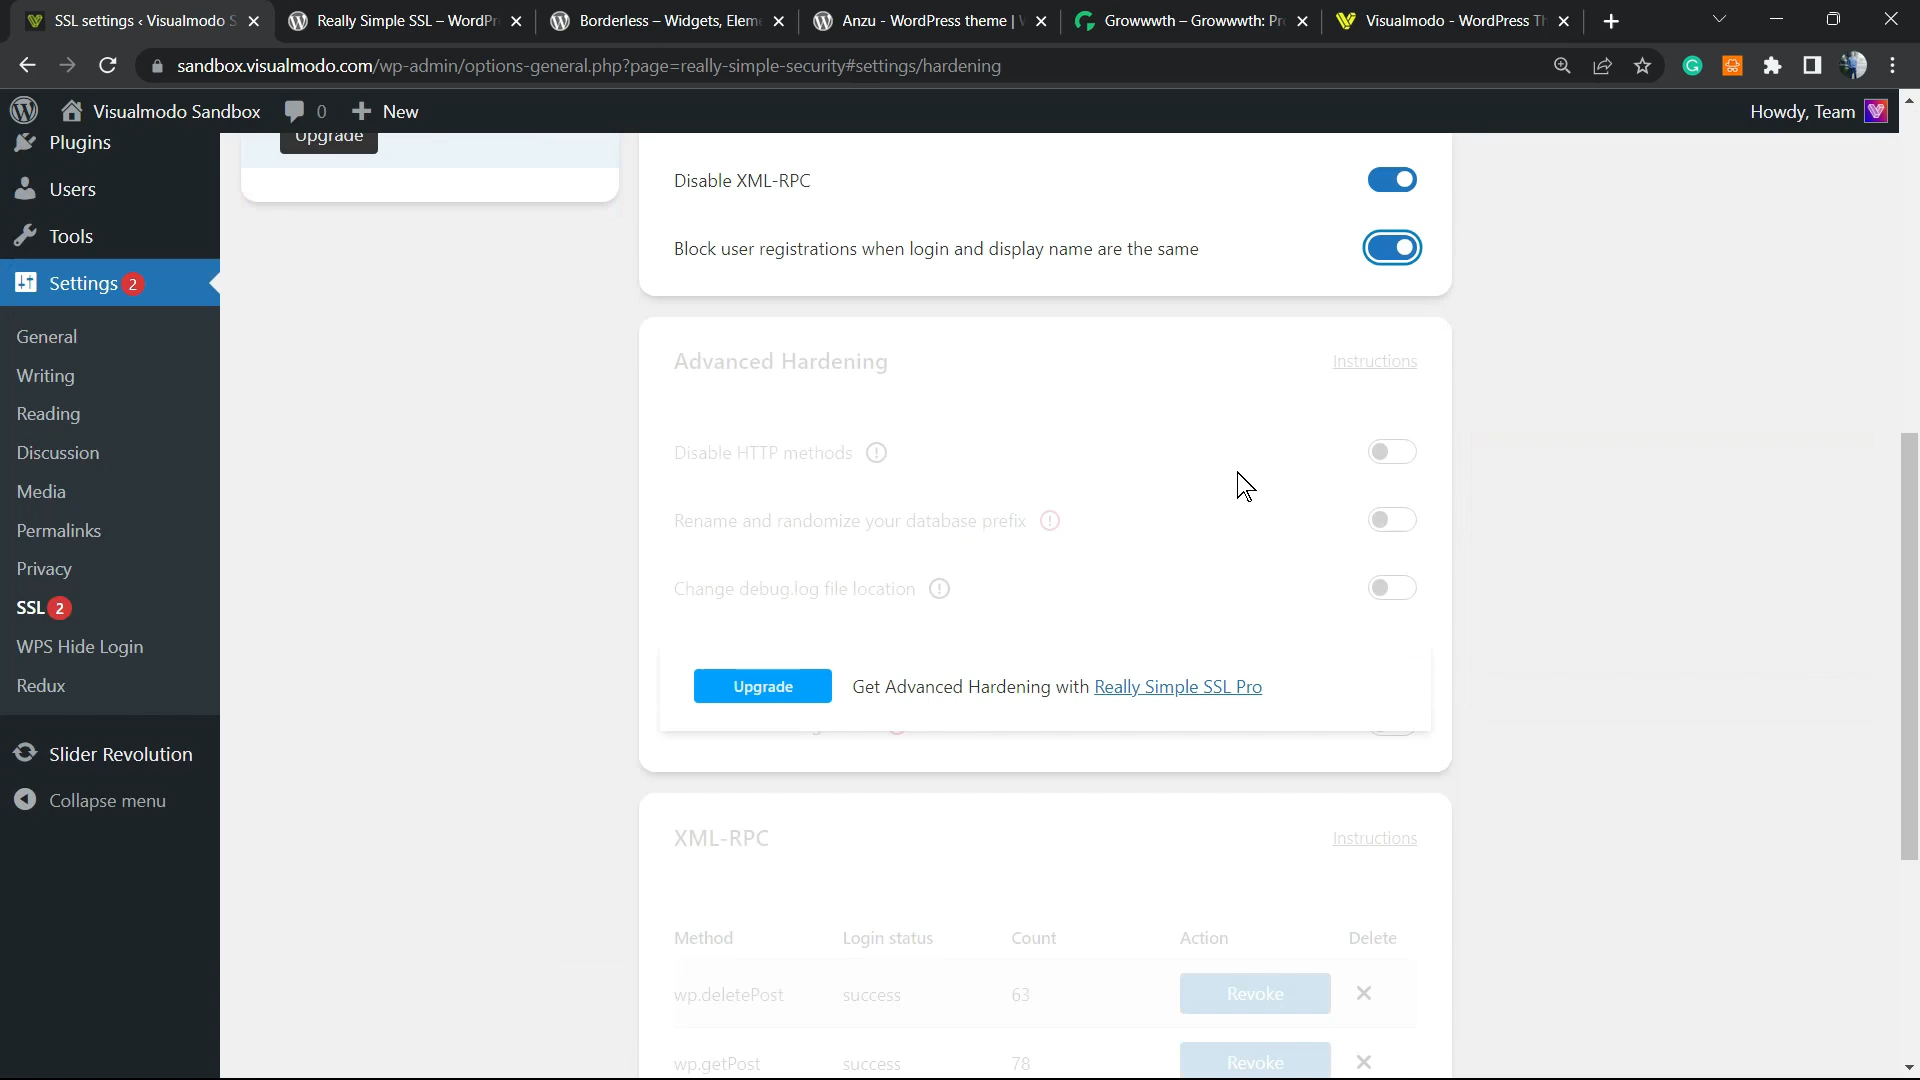 SSL settings ‹ Visualmodo S
Really Simple SSL – WordPr
Borderless – Widgets, Elem
Anzu - WordPress theme |
Growwwth – Growwwth: Pr
Visualmodo - WordPress Th
sandbox.visualmodo.com/wp-admin/options-general.php?page=really-simple-security#settings/hardening
Visualmodo Sandbox
0
New
Howdy, Team
Plugins
Users
Tools
Settings 2
General
Writing
Reading
Discussion
Media
Permalinks
Privacy
SSL 2
WPS Hide Login
Redux
Slider Revolution
Collapse menu
Upgrade
Disable XML-RPC
Block user registrations when login and display name are the same
Advanced Hardening
Instructions
Disable HTTP methods
Rename and randomize your database prefix
Change debug.log file location
Upgrade
Get Advanced Hardening with Really Simple SSL Pro
XML-RPC
Instructions
Method Login status Count Action Delete
wp.deletePost success 63 Revoke
wp.getPost success 78 Revoke